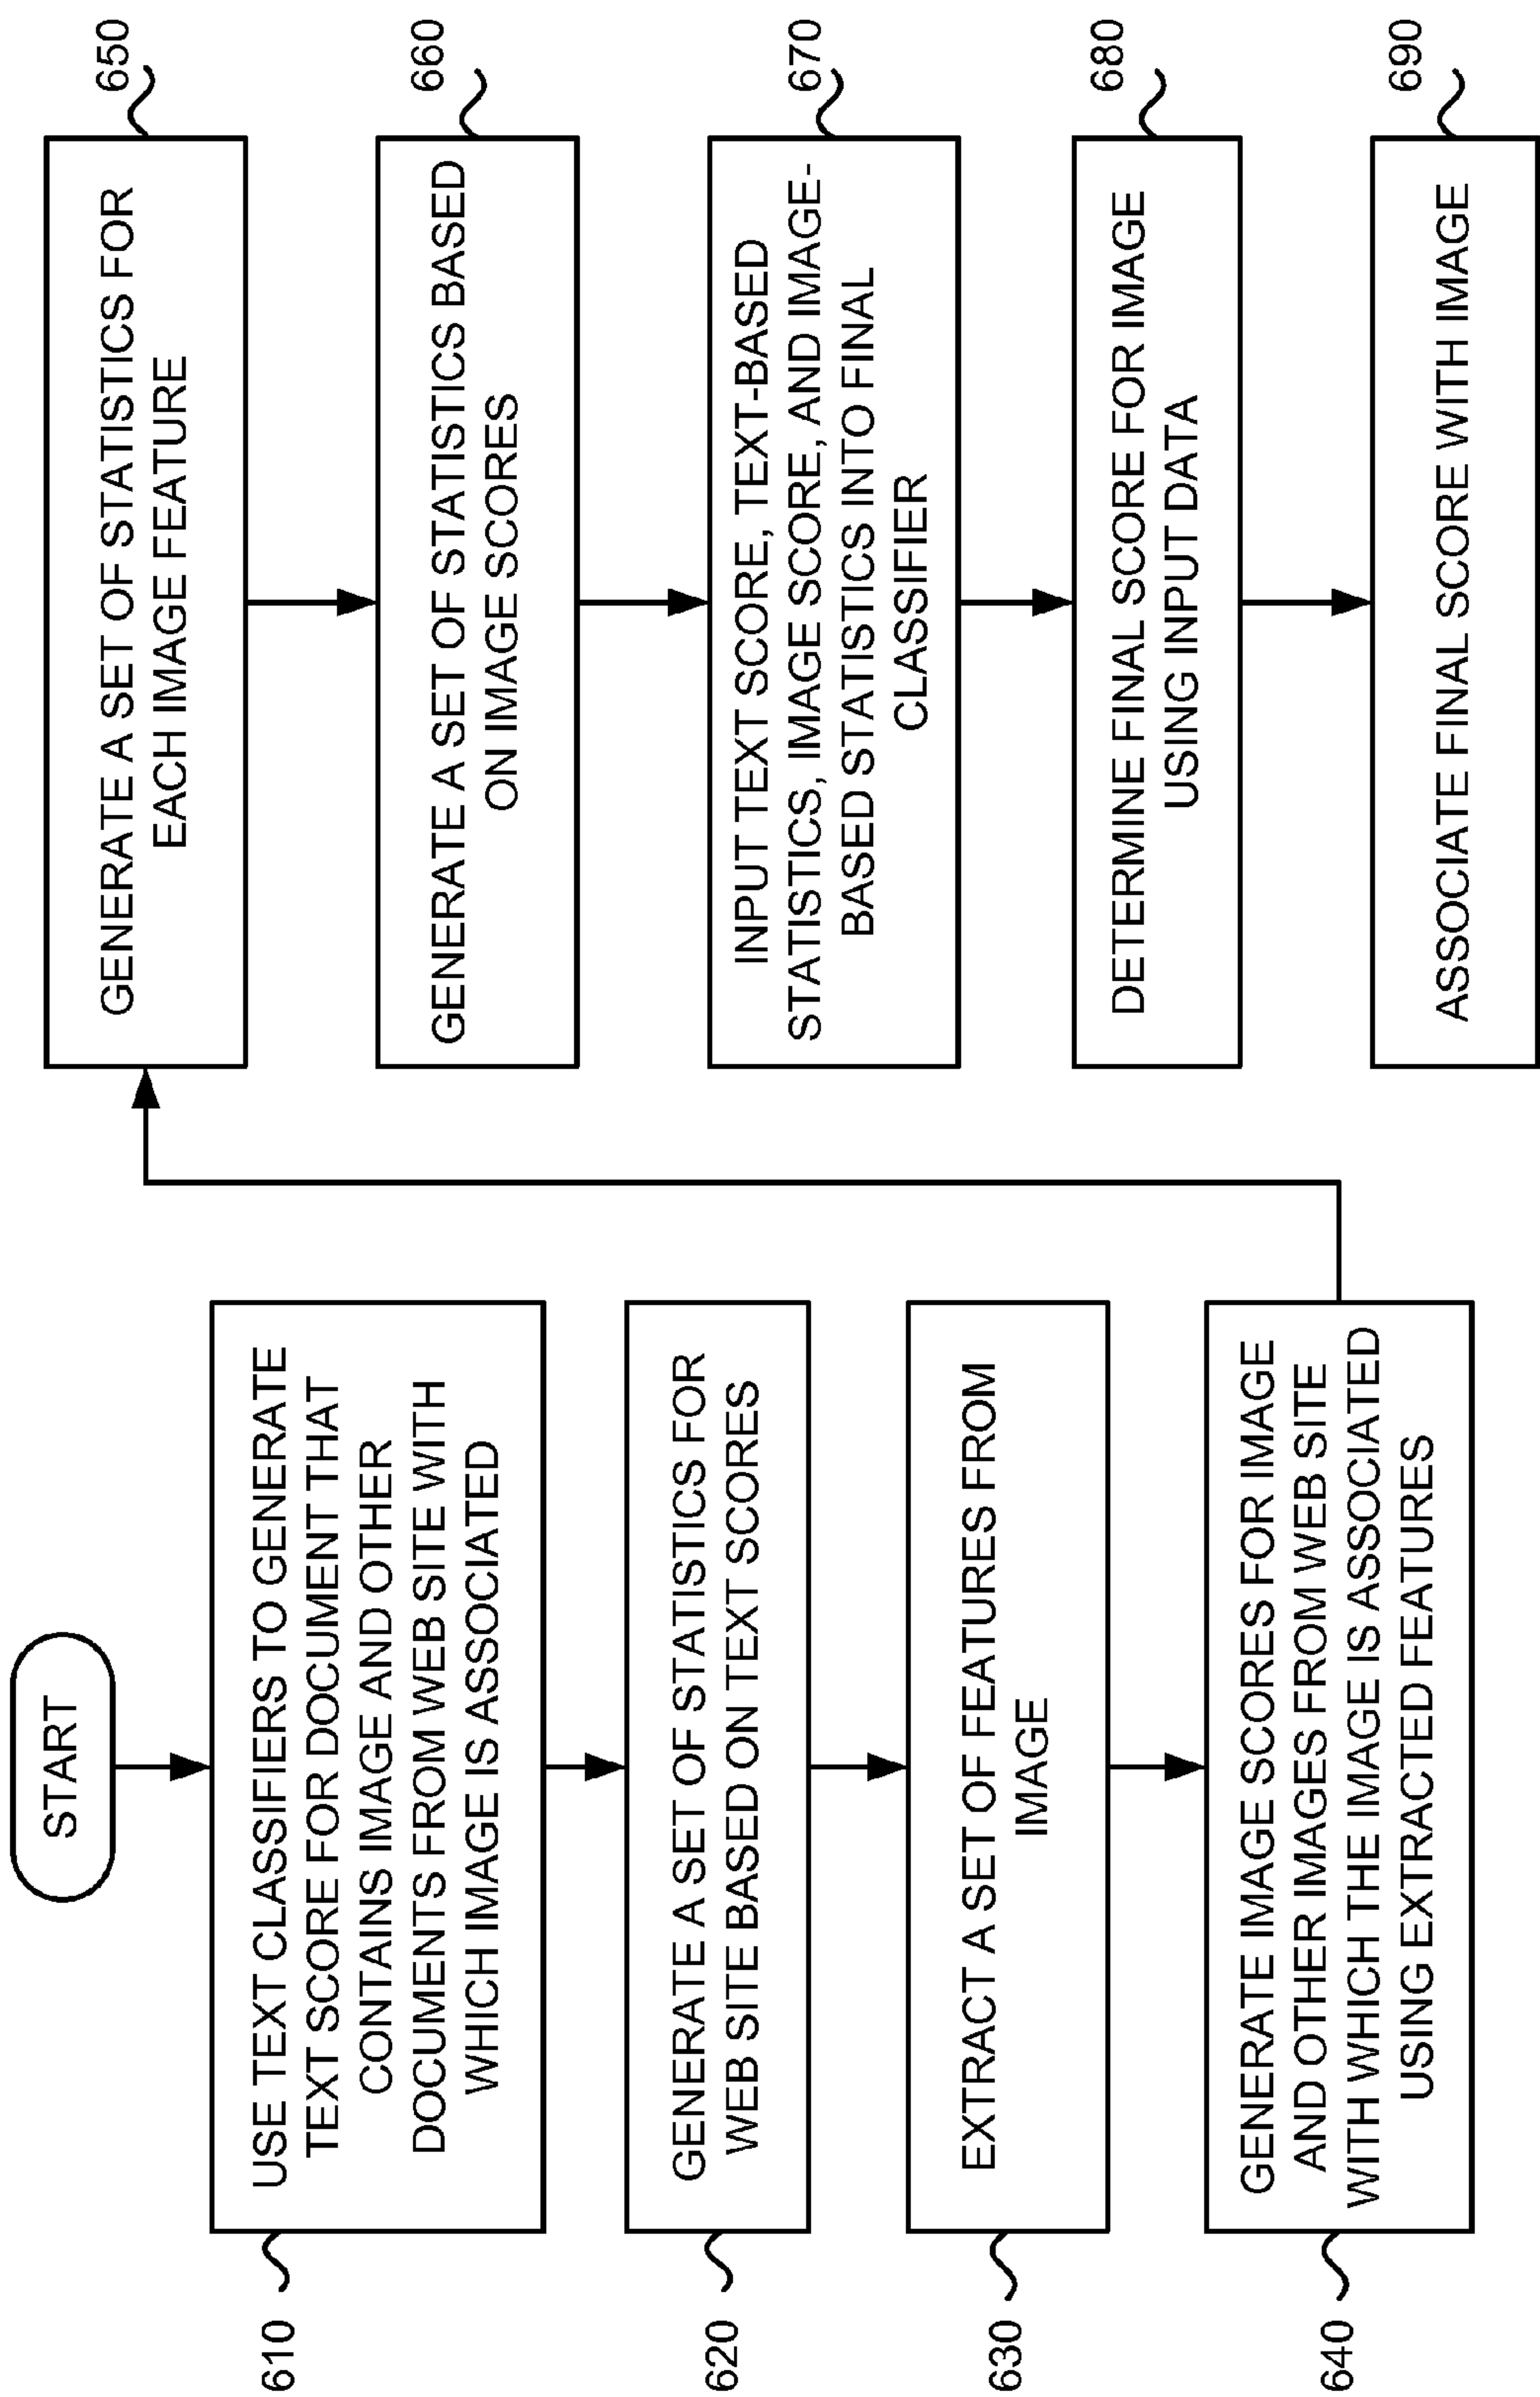 START
610
USE TEXT CLASSIFIERS TO GENERATE
TEXT SCORE FOR DOCUMENT THAT
CONTAINS IMAGE AND OTHER
DOCUMENTS FROM WEB SITE WITH
WHICH IMAGE IS ASSOCIATED
620
GENERATE A SET OF STATISTICS FOR
WEB SITE BASED ON TEXT SCORES
630
EXTRACT A SET OF FEATURES FROM
IMAGE
640
GENERATE IMAGE SCORES FOR IMAGE
AND OTHER IMAGES FROM WEB SITE
WITH WHICH THE IMAGE IS ASSOCIATED
USING EXTRACTED FEATURES
650
GENERATE A SET OF STATISTICS FOR
EACH IMAGE FEATURE
660
GENERATE A SET OF STATISTICS BASED
ON IMAGE SCORES
670
INPUT TEXT SCORE, TEXT-BASED
STATISTICS, IMAGE SCORE, AND IMAGE-
BASED STATISTICS INTO FINAL
CLASSIFIER
680
DETERMINE FINAL SCORE FOR IMAGE
USING INPUT DATA
690
ASSOCIATE FINAL SCORE WITH IMAGE